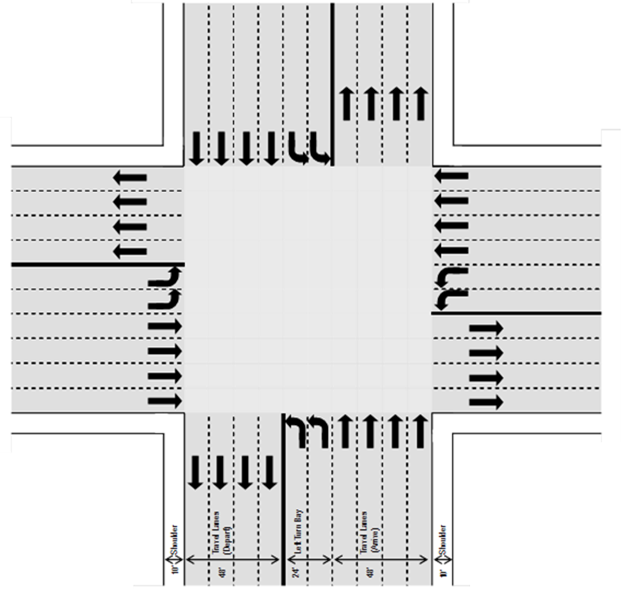 Shoulder
10'
Travel Lanes
(Depart)
48'
Left Turn Bay
24'
Travel Lanes
(Arrive)
48'
Shoulder
10'